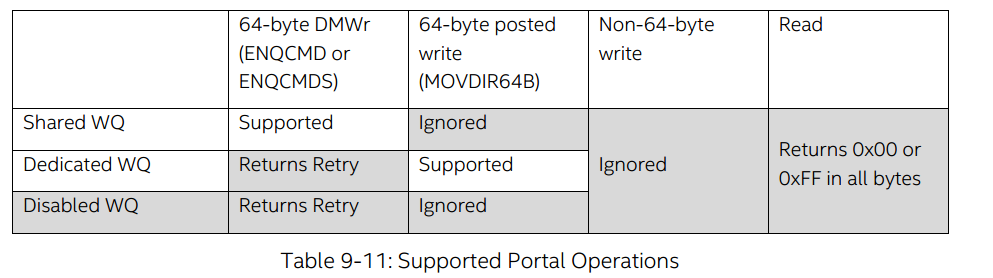 64-byte DMWr
(ENQCMD or
ENQCMDS)
64-byte posted
write
(MOVDIR64B)
Non-64-byte
write
Read
Shared WQ
Supported
Ignored
Dedicated WQ
Returns Retry
Supported
Disabled WQ
Returns Retry
Ignored
Ignored
Returns 0x00 or
0xFF in all bytes
Table 9-11: Supported Portal Operations